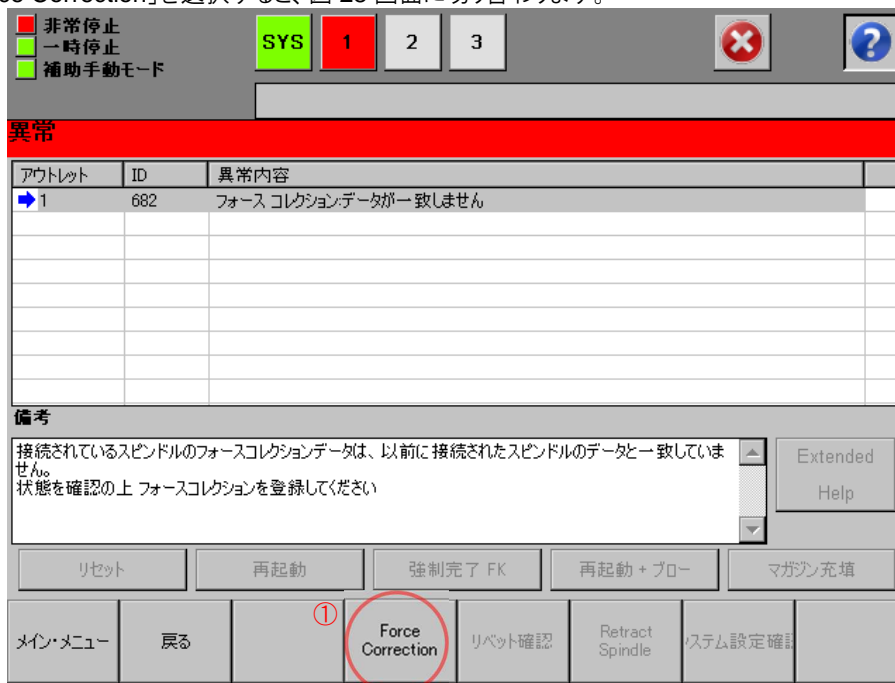 Correction」を選択すると、図
非常停止
一時停止
補助手動モード
SYS
1
2
3
異常
アウトレット
ID
異常内容
1
682
フォース コレクション:データが一致しません
備考
接続されているスピンドルのフォースコレクションデータは、以前に接続されたスピンドルのデータと一致していま
せん。
状態を確認の上 フォースコレクションを登録してください
Extended
Help
リセット
再起動
強制完了 FK
再起動 + ブロー
マガジン充填
①
メイン・メニュー
戻る
Force
Correction
リベット確認
Retract
Spindle
ステム設定確認